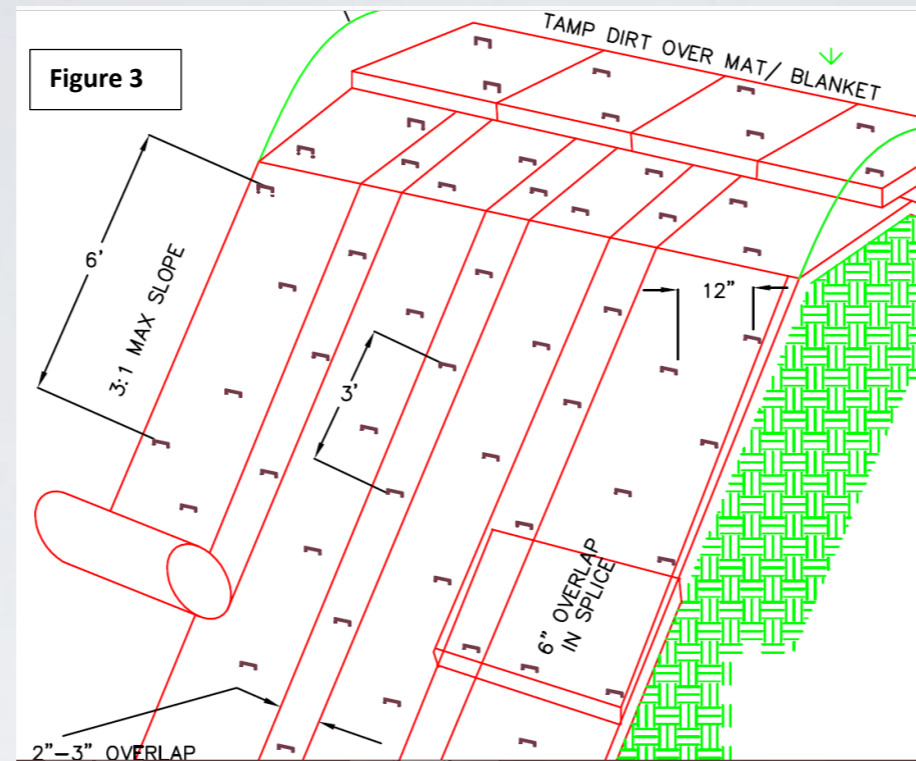 Figure 3
TAMP DIRT OVER MAT/ BLANKET
6'
3:1 MAX SLOPE
12"
3'
6" OVERLAP
IN SPLICE
2"-3" OVERLAP